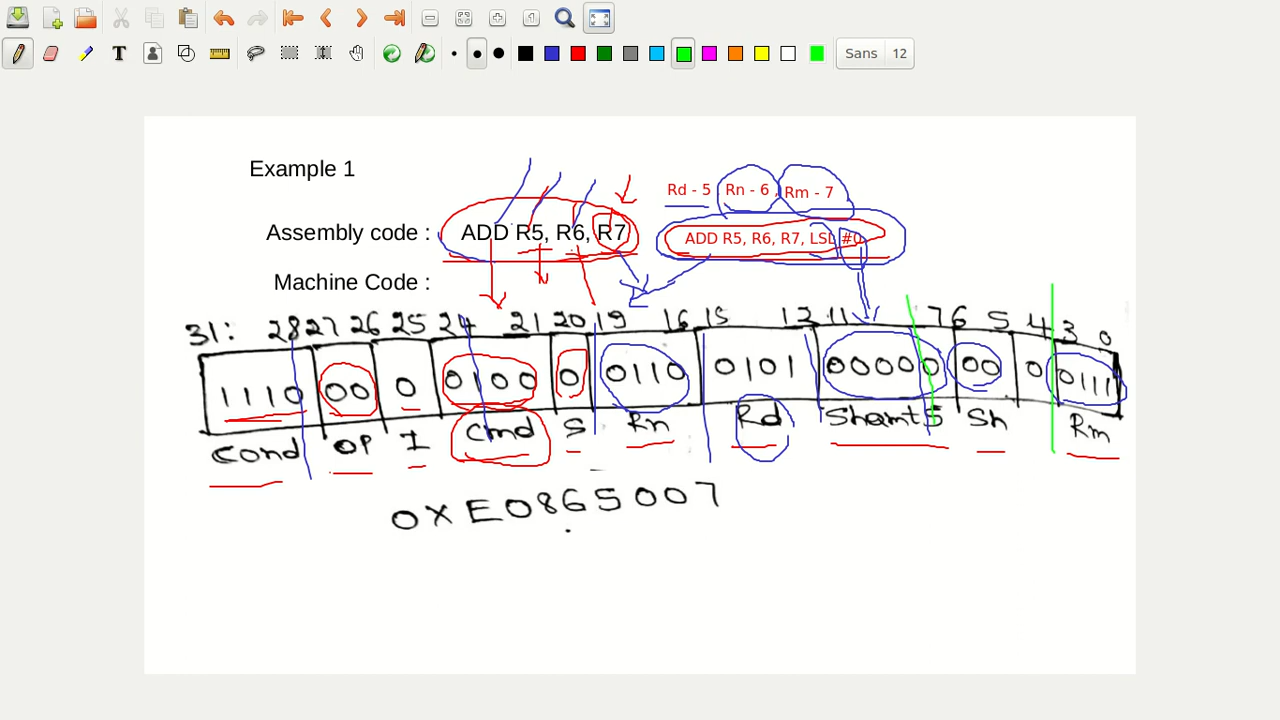 Sans 12
Example 1
Rd - 5 Rn - 6 , Rm - 7
Assembly code : ADD R5, R6, R7 ADD R5, R6, R7, LSL #0
Machine Code :
31: 28 27 26 25 24 21 20 19 16 15 12 11 7 6 5 4 3 0
1110 00 0 0100 0 0110 0101 00000 00 0 0111
Cond OP I Cmd S Rn Rd Shamt5 Sh Rm
0XE0865007